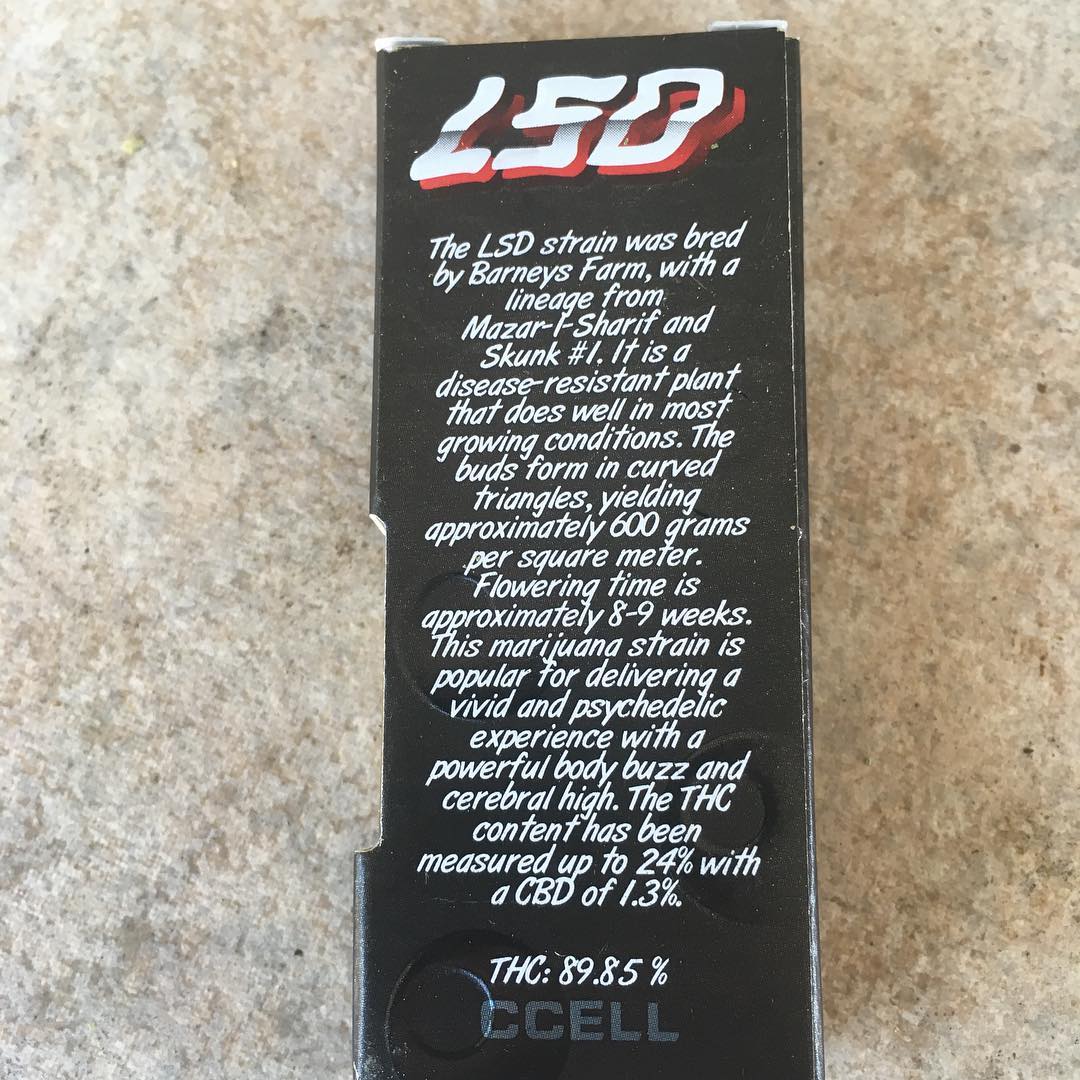 LSD
The LSD strain was bred
by Barneys Farm, with a
lineage from
Mazar-I-Sharif and
Skunk #1. It is a
disease-resistant plant
that does well in most
growing conditions. The
buds form in curved
triangles, yielding
approximately 600 grams
per square meter.
Flowering time is
approximately 8-9 weeks.
This marijuana strain is
popular for delivering a
vivid and psychedelic
experience with a
powerful body buzz and
cerebral high. The THC
content has been
measured up to 24% with
a CBD of 1.3%.
THC: 89.85 %
CCELL